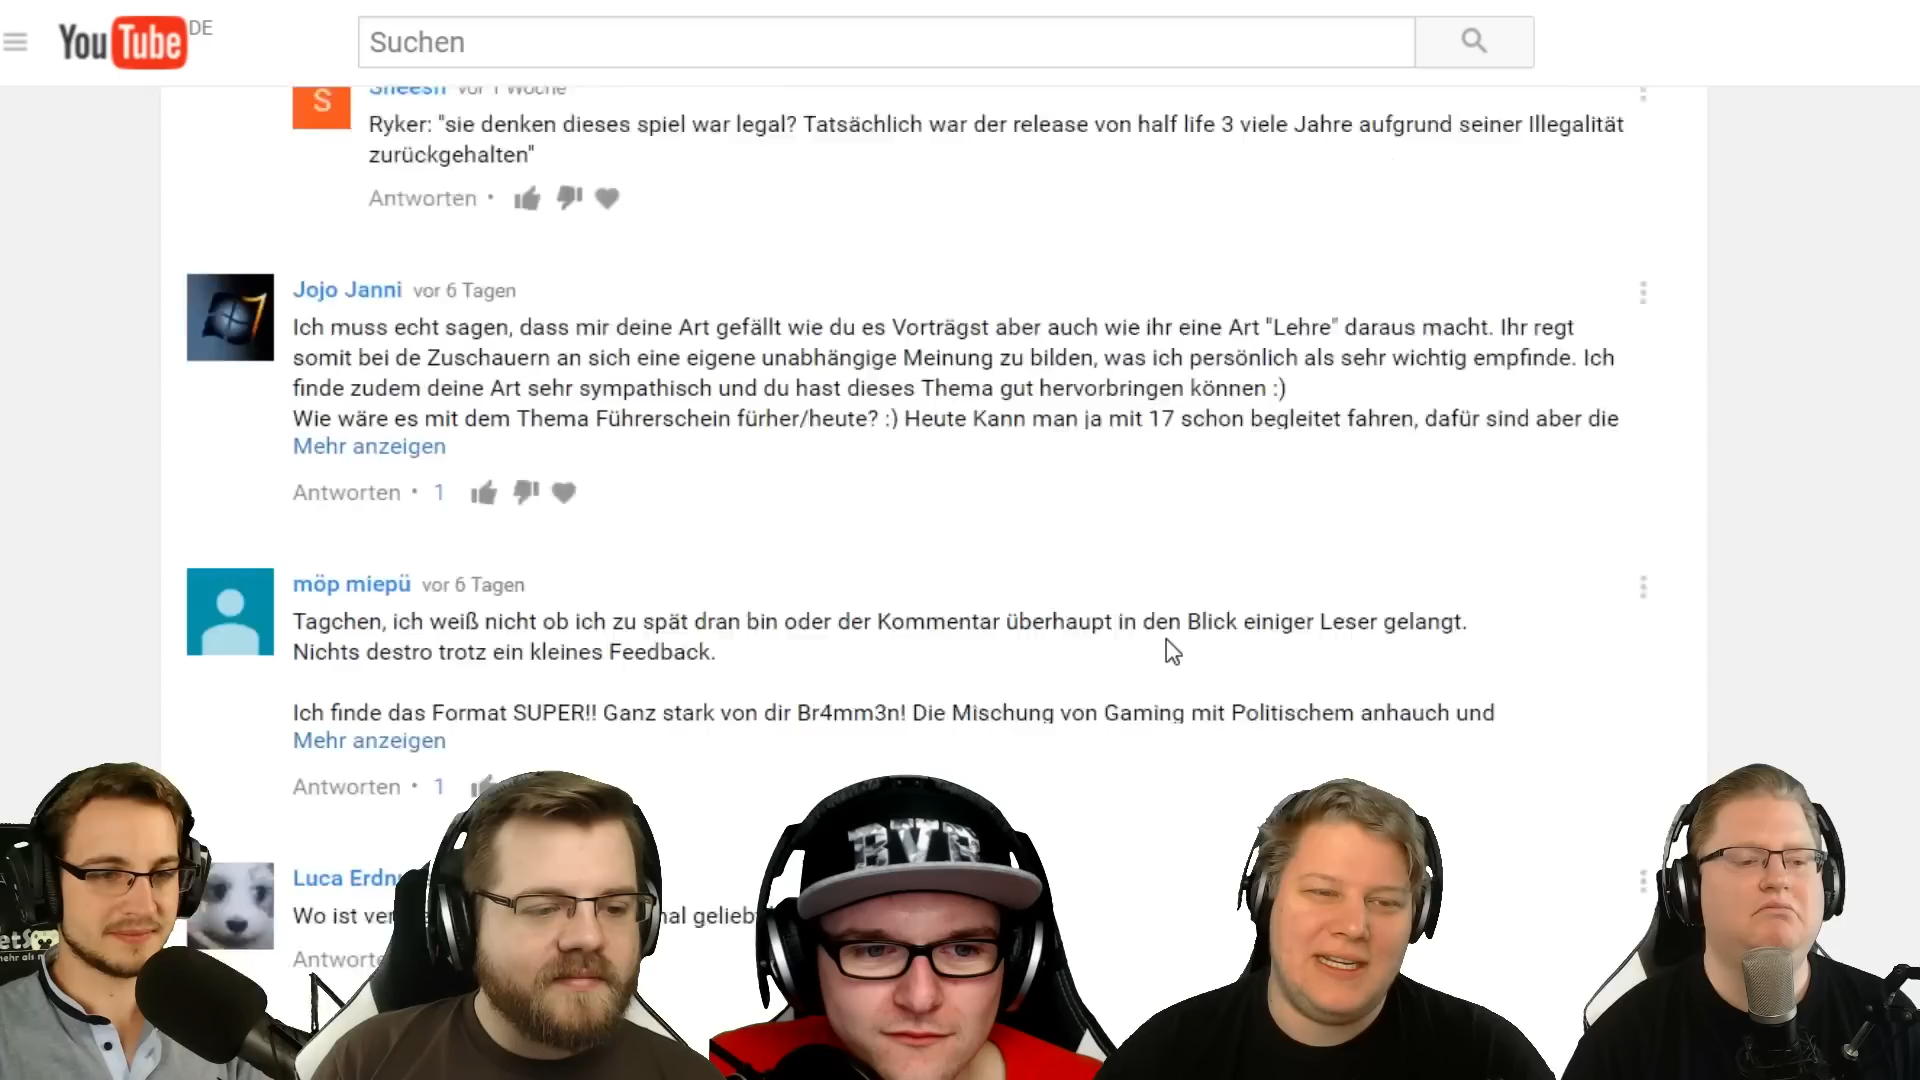 YouTube DE
Suchen
S
Sheesh vor 1 Woche
Ryker: "sie denken dieses spiel war legal? Tatsächlich war der release von half life 3 viele Jahre aufgrund seiner Illegalität
zurückgehalten"
Antworten •
Jojo Janni vor 6 Tagen
Ich muss echt sagen, dass mir deine Art gefällt wie du es Vorträgst aber auch wie ihr eine Art "Lehre" daraus macht. Ihr regt
somit bei de Zuschauern an sich eine eigene unabhängige Meinung zu bilden, was ich persönlich als sehr wichtig empfinde. Ich
finde zudem deine Art sehr sympathisch und du hast dieses Thema gut hervorbringen können :)
Wie wäre es mit dem Thema Führerschein fürher/heute? :) Heute Kann man ja mit 17 schon begleitet fahren, dafür sind aber die
Mehr anzeigen
Antworten • 1
möp miepü vor 6 Tagen
Tagchen, ich weiß nicht ob ich zu spät dran bin oder der Kommentar überhaupt in den Blick einiger Leser gelangt.
Nichts destro trotz ein kleines Feedback.
Ich finde das Format SUPER!! Ganz stark von dir Br4mm3n! Die Mischung von Gaming mit Politischem anhauch und
Mehr anzeigen
Antworten • 1
Luca Erdn
Wo ist ver
nal gelieb
Antworte